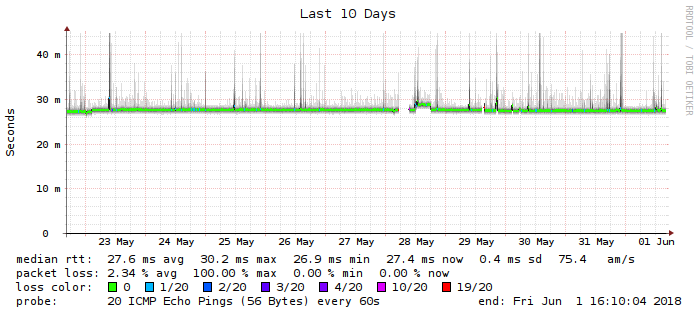 Last 10 Days
RRDTOOL / TOBI OETIKER
Seconds
40 m
30 m
20 m
10 m
0
23 May 24 May 25 May 26 May 27 May 28 May 29 May 30 May 31 May 01 Jun
median rtt: 27.6 ms avg 30.2 ms max 26.9 ms min 27.4 ms now 0.4 ms sd 75.4 am/s
packet loss: 2.34 % avg 100.00 % max 0.00 % min 0.00 % now
loss color: 0 1/20 2/20 3/20 4/20 10/20 19/20
probe: 20 ICMP Echo Pings (56 Bytes) every 60s end: Fri Jun 1 16:10:04 2018